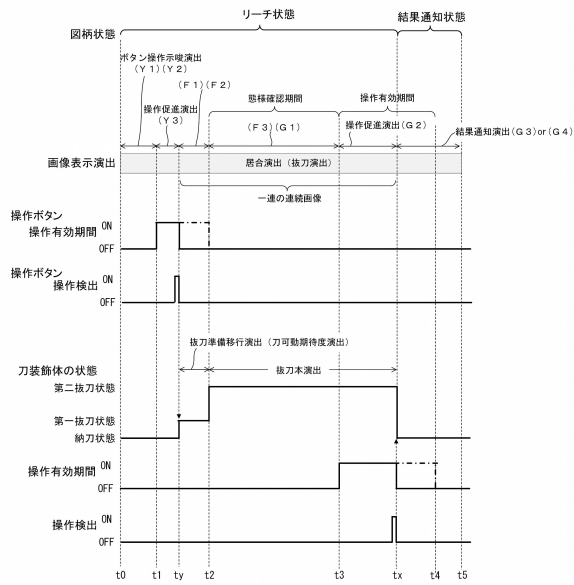 リーチ状態
結果通知状態
図柄状態
ボタン操作示唆演出
(Y1)(Y2)
(F1)(F2)
操作促進演出
(Y3)
態様確認期間
操作有効期間
(F3)(G1)
操作促進演出(G2)
結果通知演出(G3)or(G4)
画像表示演出
居合演出(抜刀演出)
一連の連続画像
操作ボタン
操作有効期間
ON
OFF
操作ボタン
操作検出
ON
OFF
抜刀準備移行演出(刀可動期待度演出)
刀装飾体の状態
抜刀本演出
第二抜刀状態
第一抜刀状態
納刀状態
操作有効期間
ON
OFF
操作検出
ON
OFF
t0 t1 ty t2 t3 tx t4 t5